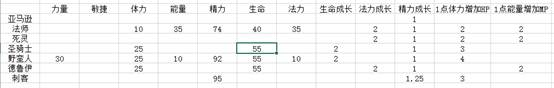 力量 敏捷 体力 能量 精力 生命 法力 生命成长 法力成长 精力成长 1点体力增加HP 1点能量增加MP
亚马逊 1
法师 10 35 74 40 35 2 1 2 2
死灵 2 1 2 2
圣骑士 25 55 2 1 3
野蛮人 30 25 10 92 55 10 2 1 4
德鲁伊 25 55 2 1 2
刺客 95 1.25 3